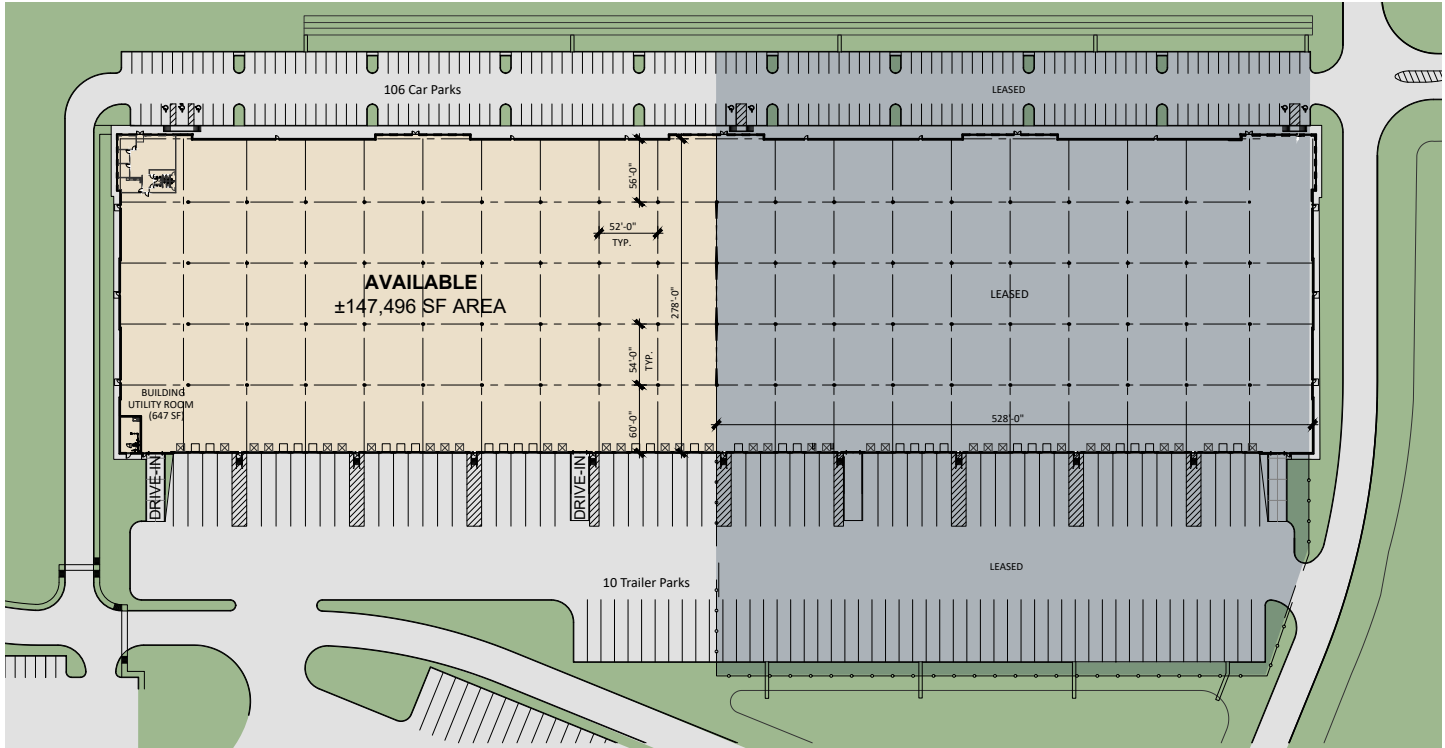 106 Car Parks
LEASED
56'-0"
52'-0"
TYP.
AVAILABLE
±147,496 SF AREA
278'-0"
LEASED
54'-0"
TYP.
BUILDING
UTILITY ROOM
(647 SF)
60'-0"
528'-0"
DRIVE-IN
DRIVE-IN
LEASED
10 Trailer Parks